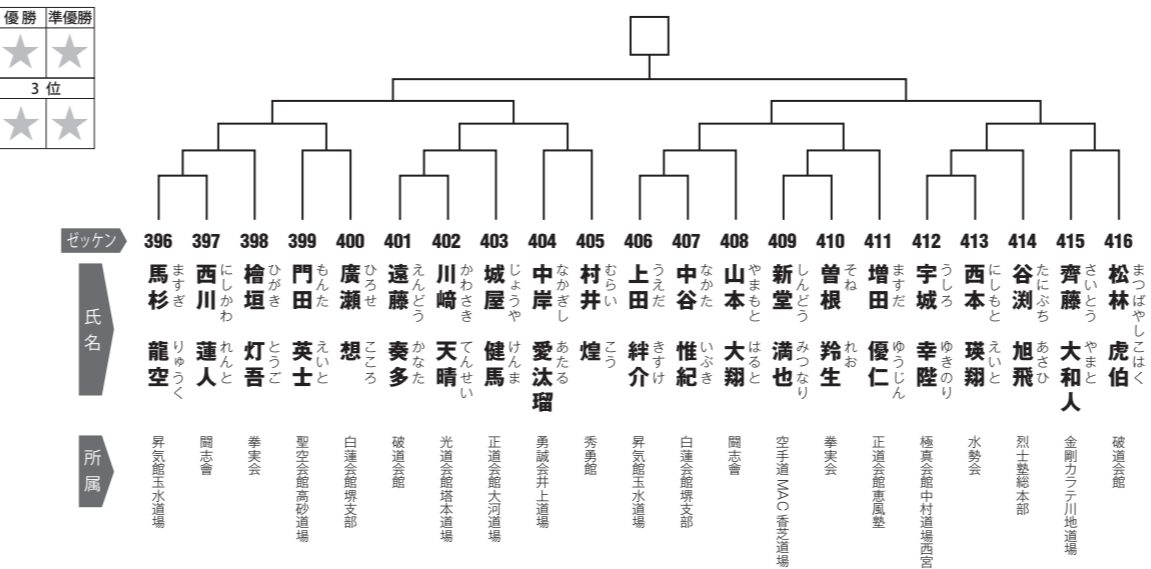 優勝 準優勝
★ ★
3位
★ ★
ゼッケン 396 397 398 399 400 401 402 403 404 405 406 407 408 409 410 411 412 413 414 415 416
氏名
馬杉 龍空 ますぎ りゅうく
西川 蓮人 にしかわ れんと
檜垣 灯吾 ひがき とうご
門田 英士 もんた えいと
廣瀬 想 ひろせ こころ
遠藤 奏多 えんどう かなた
川﨑 天晴 かわさき てんせい
城屋 健馬 じょうや けんま
中岸 愛汰瑠 なかぎし あたる
村井 煌 むらい こう
上田 絆介 うえだ きすけ
中谷 惟紀 なかた いぶき
山本 大翔 やまもと はると
新堂 満也 しんどう みつなり
曽根 羚生 そね れお
増田 優仁 ますだ ゆうじん
宇城 幸陛 うしろ ゆきのり
西本 瑛翔 にしもと えいと
谷渕 旭飛 たにぶち あさひ
齊藤 大和人 さいとう やまと
松林 虎伯 まつばやし こはく
所属
昇気館玉水道場
闘志會
拳実会
聖空会館高砂道場
白蓮会館堺支部
破道会館
光道会館塔本道場
正道会館大河道場
勇誠会井上道場
秀勇館
昇気館玉水道場
白蓮会館堺支部
闘志會
空手道MAC香芝道場
拳実会
正道会館恵風塾
極真会館中村道場西宮
水勢会
烈士塾総本部
金剛カラテ川地道場
破道会館